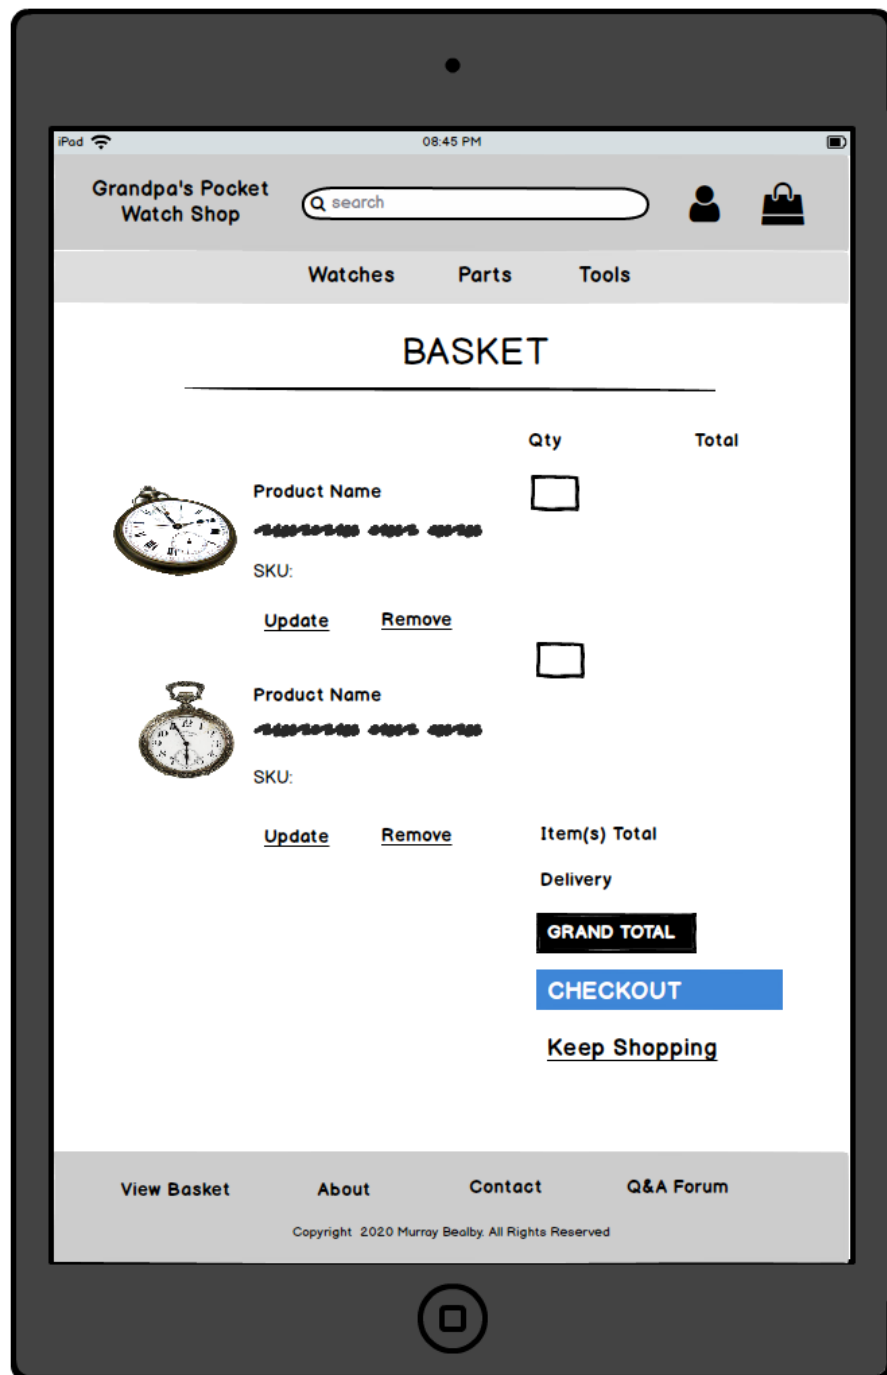 iPad 08:45 PM
Grandpa's Pocket
Watch Shop
search
Watches Parts Tools
BASKET
Qty Total
Product Name
SKU:
Update Remove
Product Name
SKU:
Update Remove
Item(s) Total
Delivery
GRAND TOTAL
CHECKOUT
Keep Shopping
View Basket About Contact Q&A Forum
Copyright 2020 Murray Bealby. All Rights Reserved